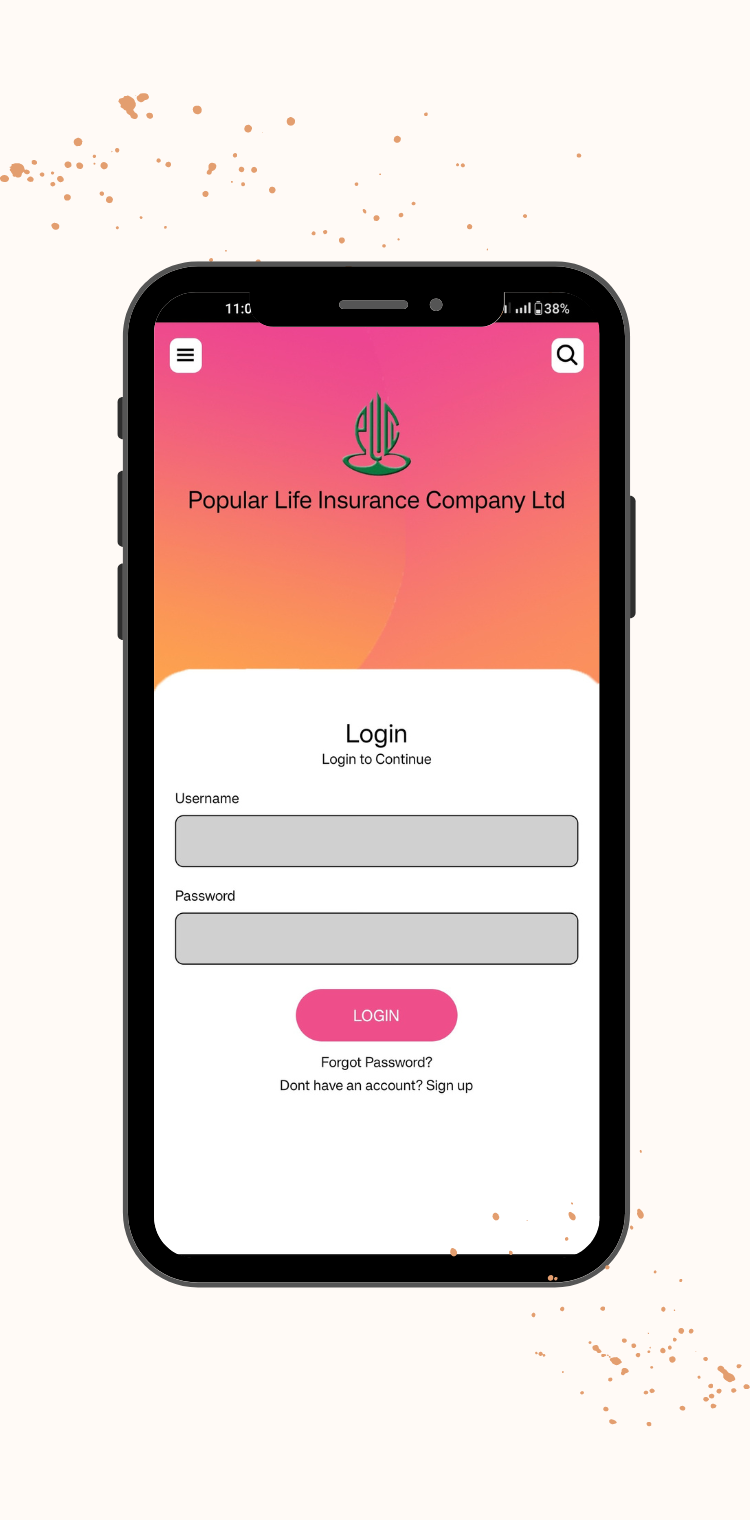 11:0
38%
Popular Life Insurance Company Ltd
Login
Login to Continue
Username
Password
LOGIN
Forgot Password?
Dont have an account? Sign up